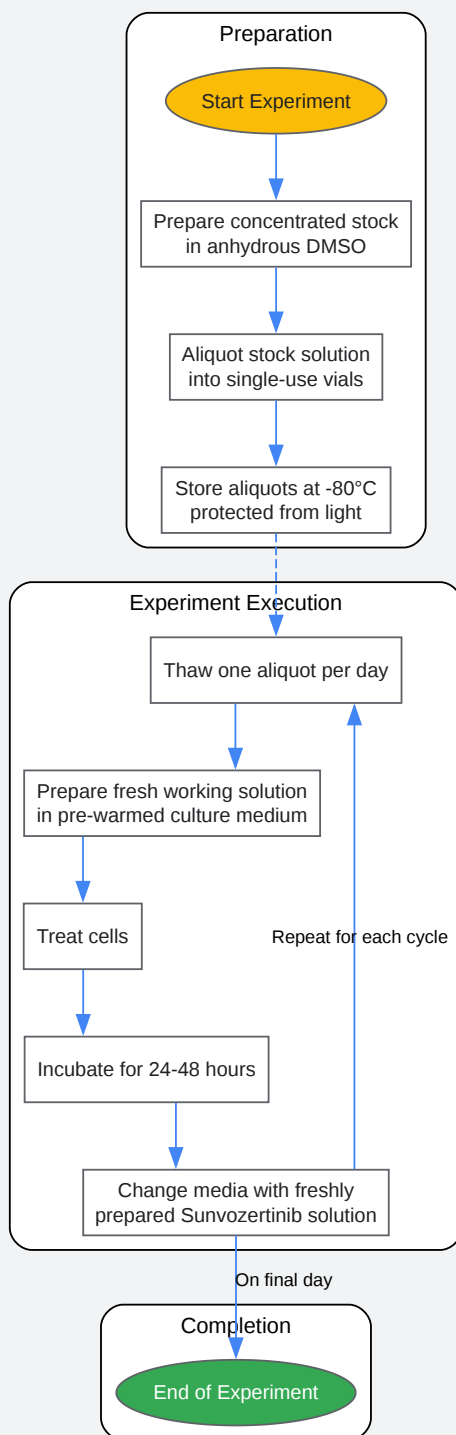 Preparation
Start Experiment
Prepare concentrated stock
in anhydrous DMSO
Aliquot stock solution
into single-use vials
Store aliquots at -80°C
protected from light
Experiment Execution
Thaw one aliquot per day
Prepare fresh working solution
in pre-warmed culture medium
Treat cells
Repeat for each cycle
Incubate for 24-48 hours
Change media with freshly
prepared Sunvozertinib solution
On final day
Completion
End of Experiment